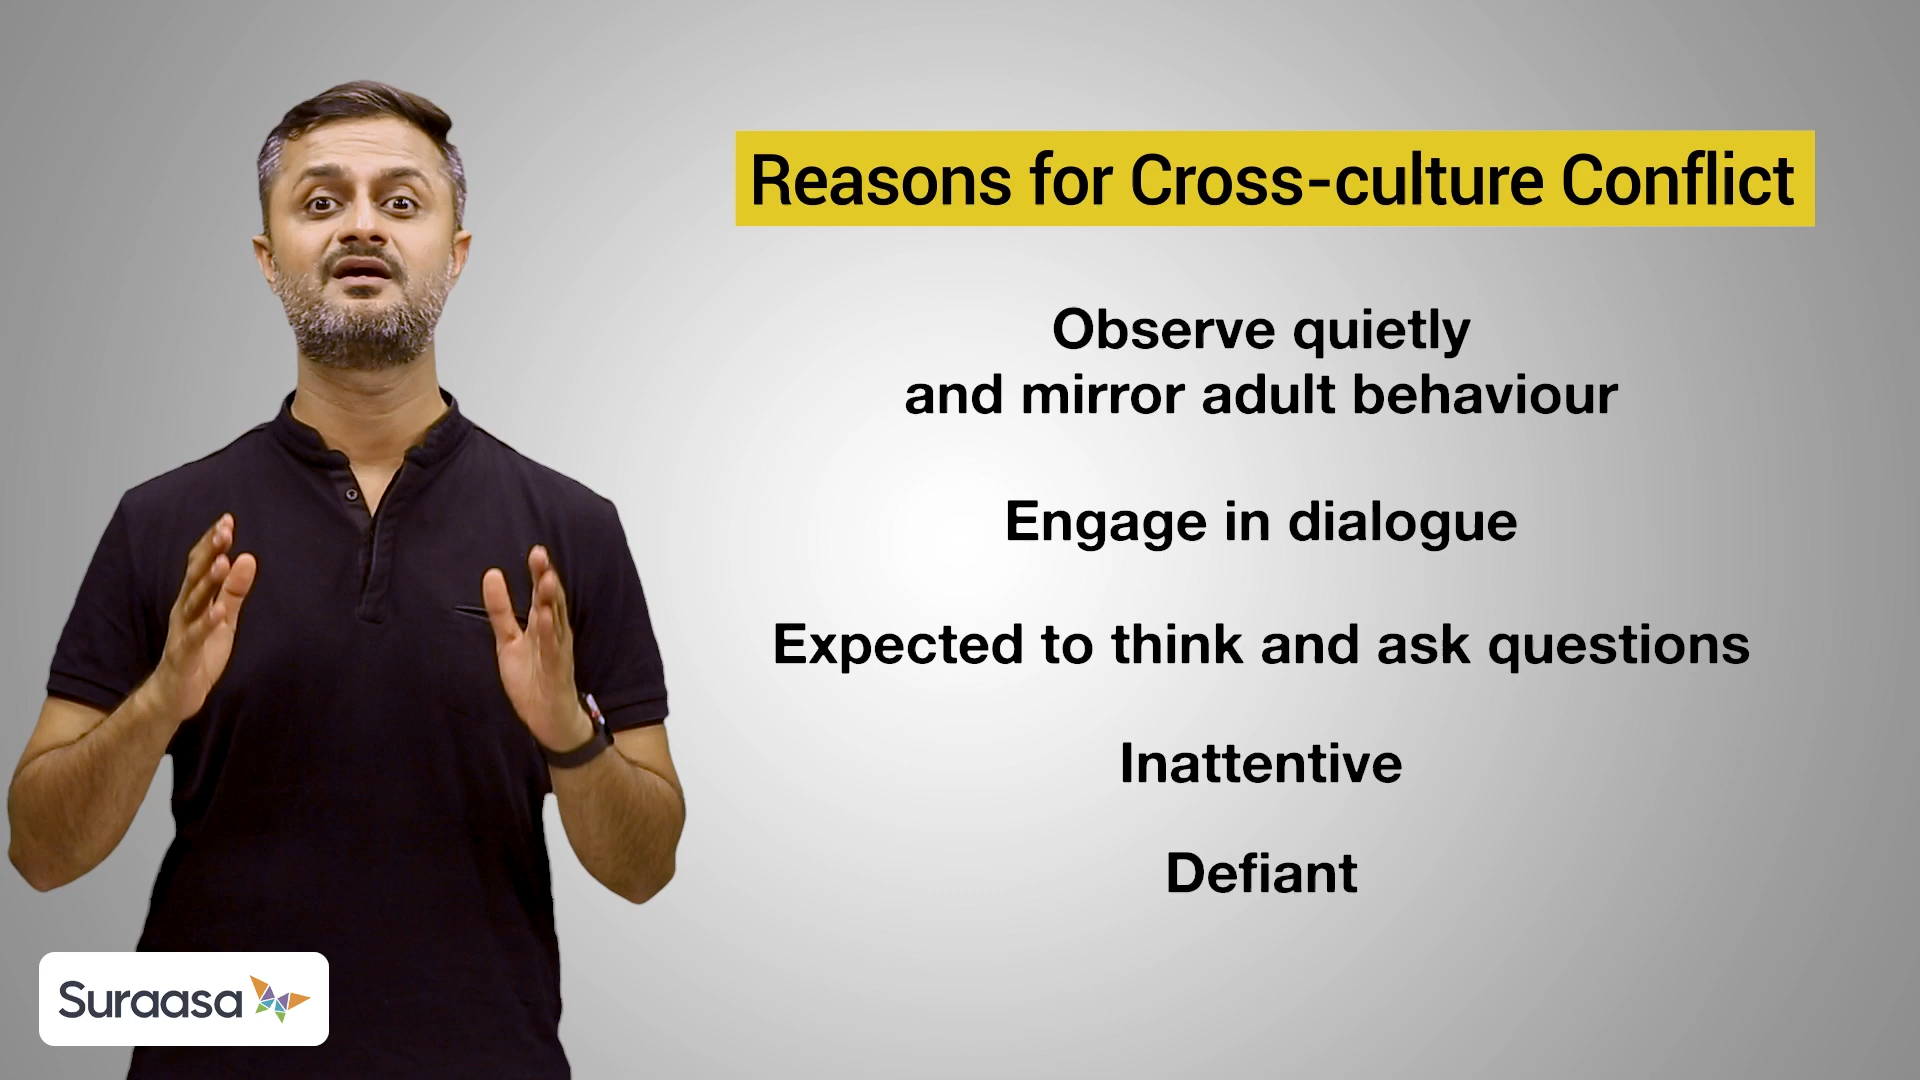 Reasons for Cross-culture Conflict
Observe quietly
and mirror adult behaviour
Engage in dialogue
Expected to think and ask questions
Inattentive
Defiant
Suraasa